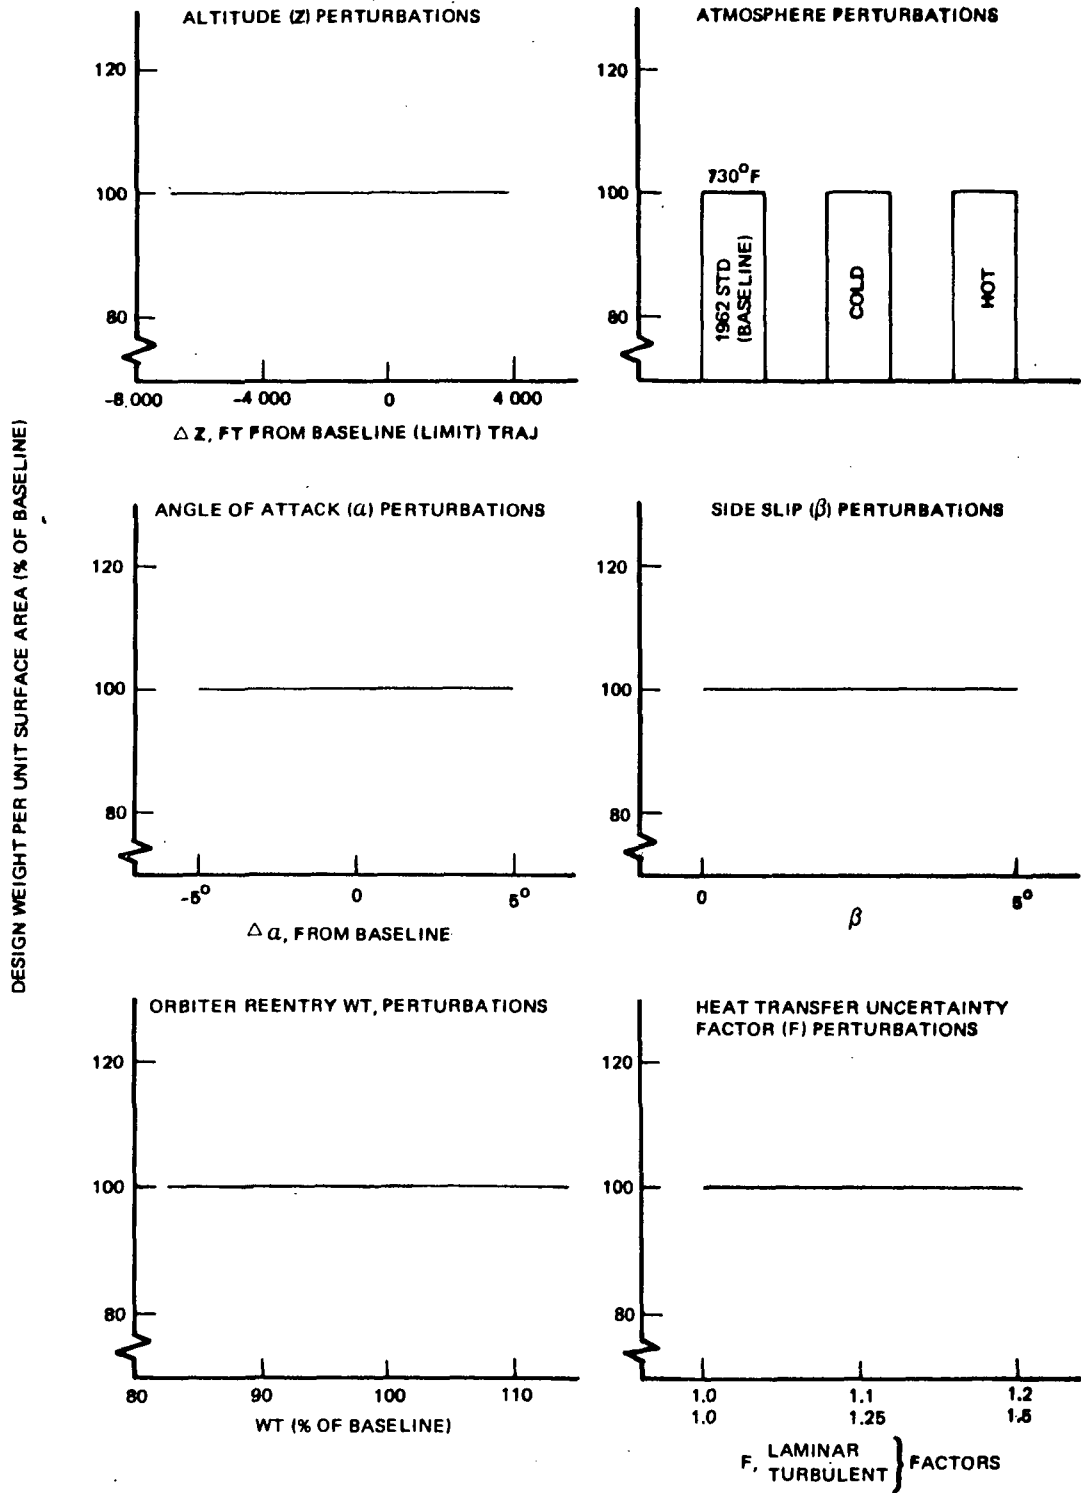 DESIGN WEIGHT PER UNIT SURFACE AREA (% OF BASELINE)
ALTITUDE (Z) PERTURBATIONS
120
100
80
-8 000
-4 000
0
4 000
△ Z, FT FROM BASELINE (LIMIT) TRAJ
ATMOSPHERE PERTURBATIONS
120
100
80
730°F
1962 STD
(BASELINE)
COLD
HOT
ANGLE OF ATTACK (α) PERTURBATIONS
120
100
80
-5°
0
5°
△ α, FROM BASELINE
SIDE SLIP (β) PERTURBATIONS
120
100
80
0
5°
β
ORBITER REENTRY WT, PERTURBATIONS
120
100
80
80
90
100
110
WT (% OF BASELINE)
HEAT TRANSFER UNCERTAINTY
FACTOR (F) PERTURBATIONS
120
100
80
1.0
1.1
1.2
1.0
1.25
1.5
F, LAMINAR
TURBULENT } FACTORS